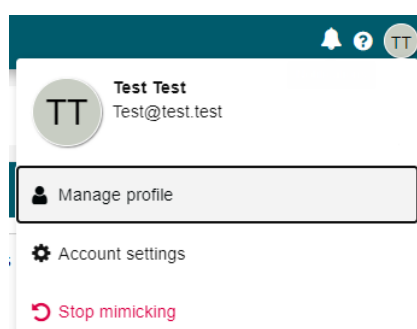 TT
TT
Test Test
Test@test.test
Manage profile
Account settings
Stop mimicking